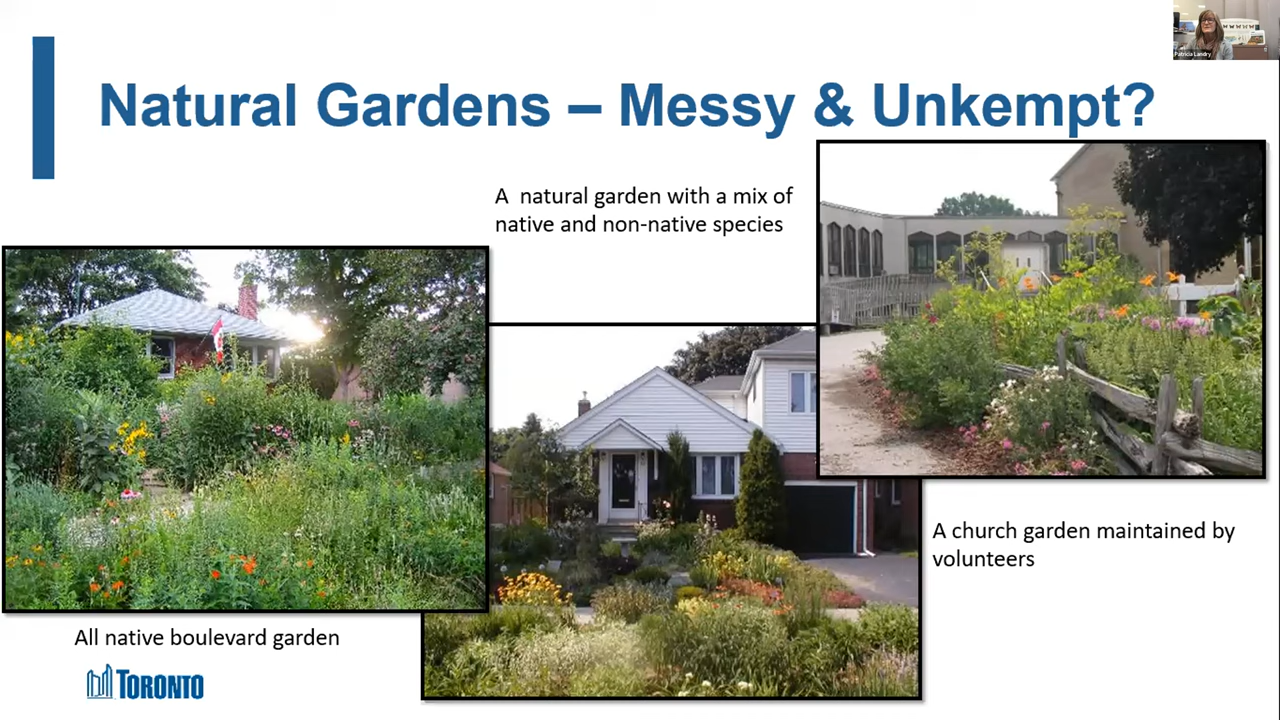 Patricia Landry
Natural Gardens – Messy & Unkempt?
A natural garden with a mix of
native and non-native species
A church garden maintained by
volunteers
All native boulevard garden
TORONTO